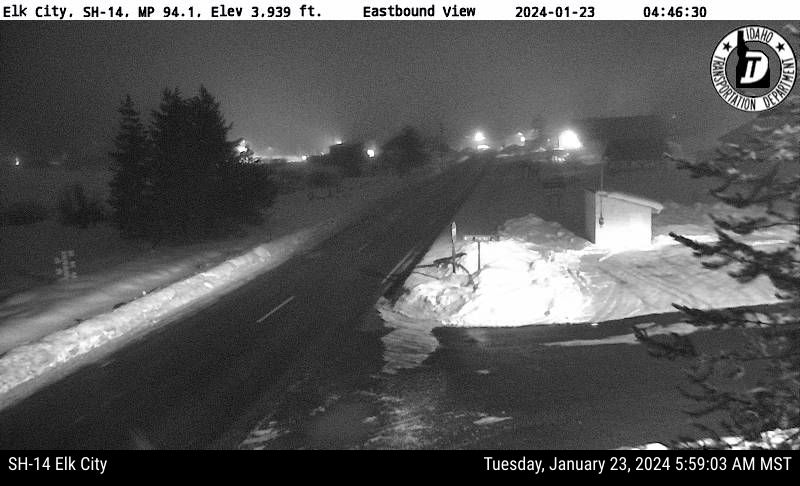 Elk City, SH-14, MP 94.1, Elev 3,939 ft. Eastbound View 2024-01-23 04:46:30
IDAHO
TRANSPORTATION DEPARTMENT
SH-14 Elk City Tuesday, January 23, 2024 5:59:03 AM MST